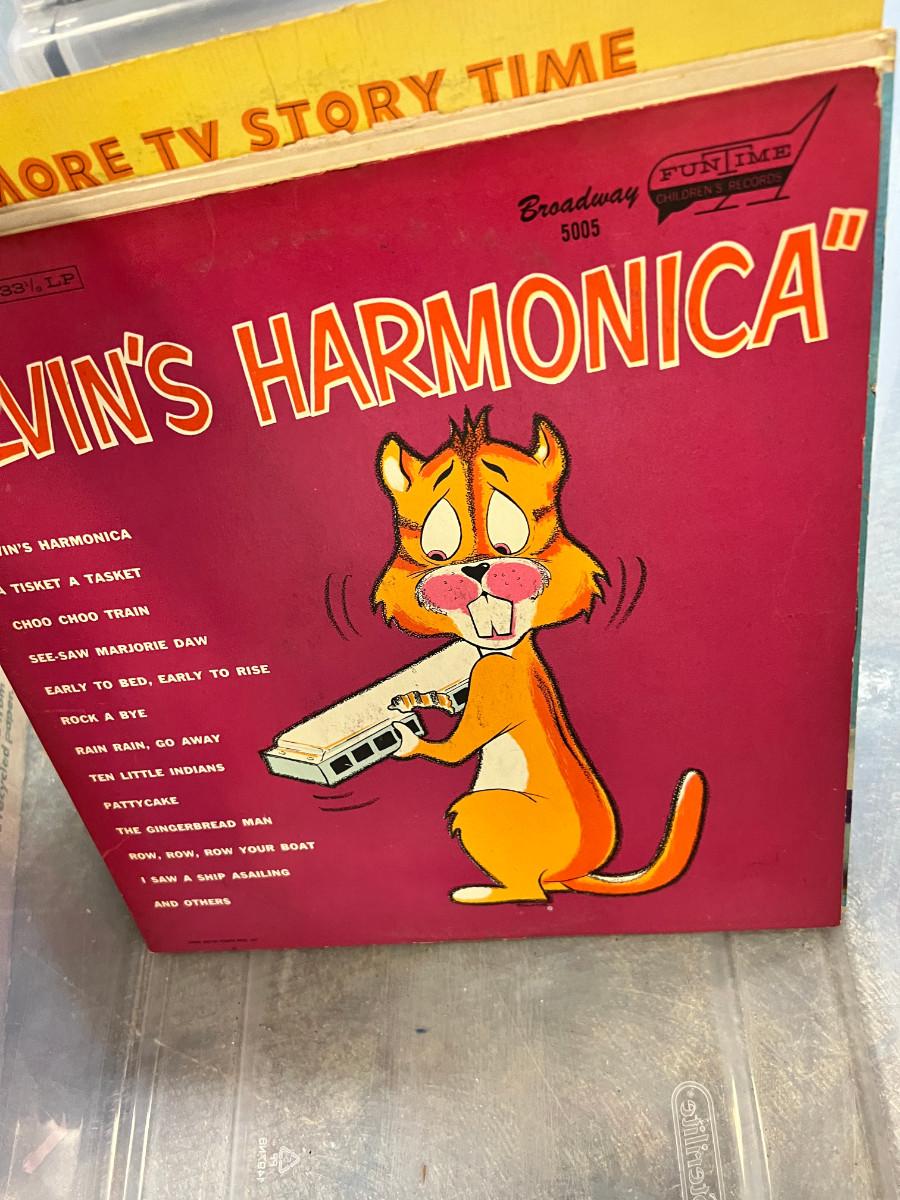 MORE TV STORY TIME
Broadway
5005
FUNTIME
CHILDREN'S RECORDS
33⅓ LP
LVIN'S HARMONICA"
VIN'S HARMONICA
A TISKET A TASKET
CHOO CHOO TRAIN
SEE-SAW MARJORIE DAW
EARLY TO BED, EARLY TO RISE
ROCK A BYE
RAIN RAIN, GO AWAY
TEN LITTLE INDIANS
PATTYCAKE
THE GINGERBREAD MAN
ROW, ROW, ROW YOUR BOAT
I SAW A SHIP ASAILING
AND OTHERS
PP